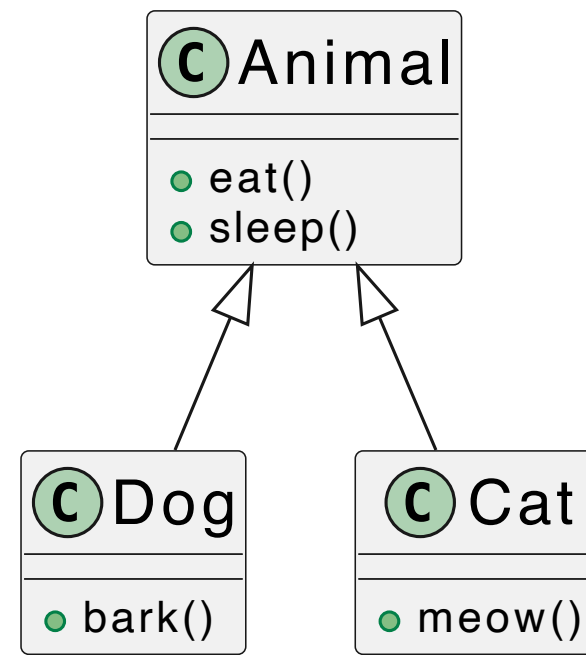 C Animal
eat()
sleep()
C Dog
C Cat
bark()
meow()